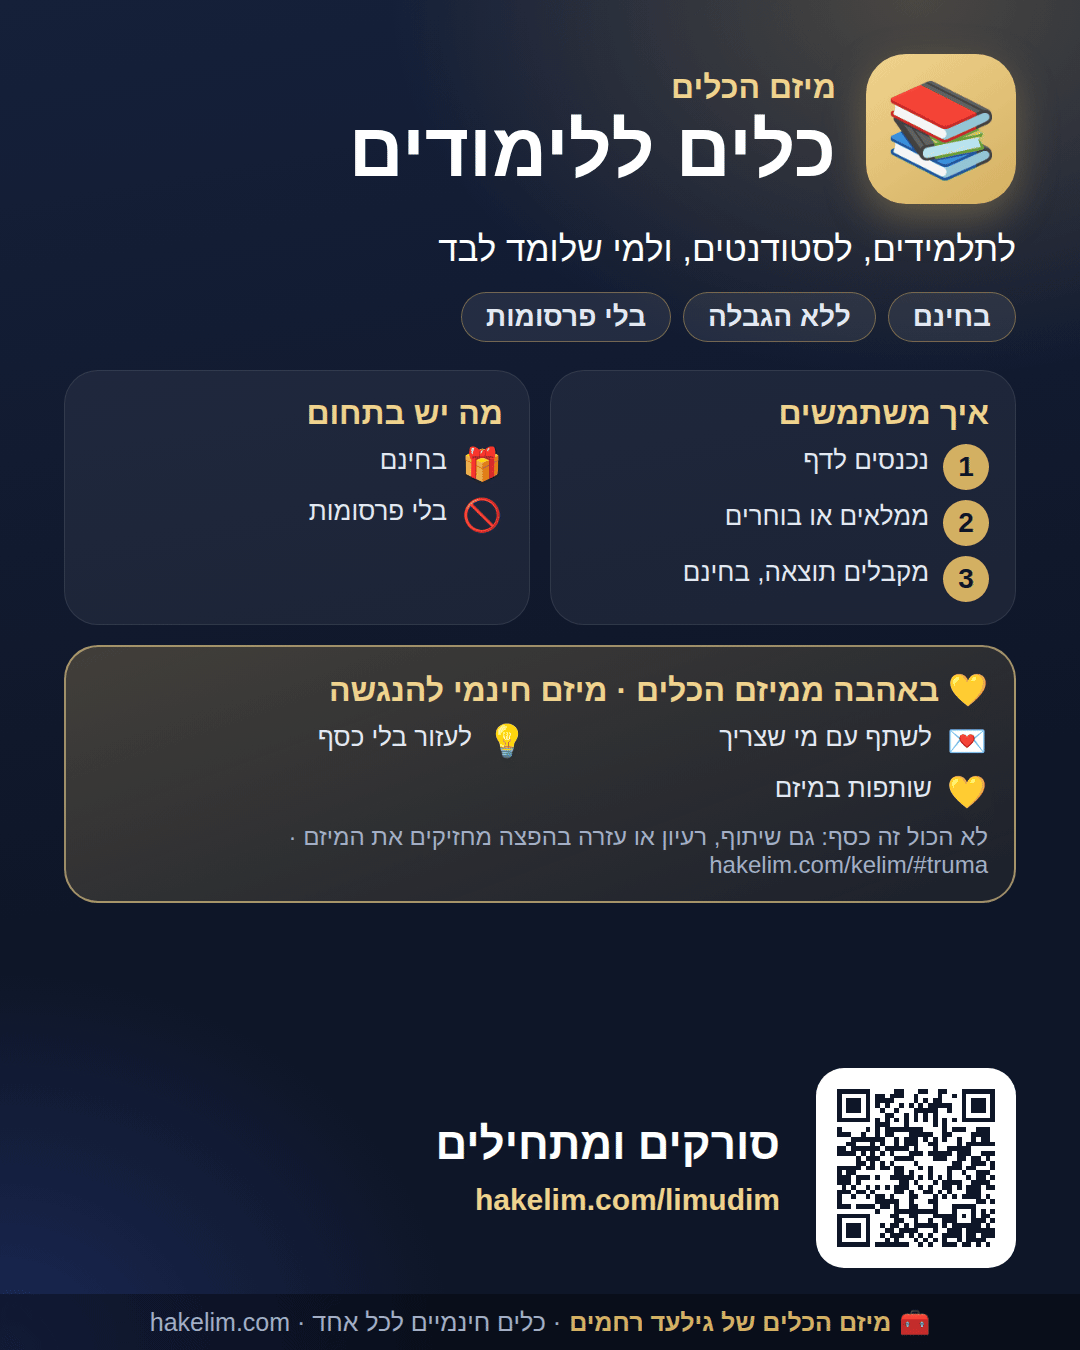 מיזם הכלים
כלים ללימודים
לתלמידים, לסטודנטים, ולמי שלומד לבד
בחינם
ללא הגבלה
בלי פרסומות
איך משתמשים
1 נכנסים לדף
2 ממלאים או בוחרים
3 מקבלים תוצאה, בחינם
מה יש בתחום
בחינם
בלי פרסומות
באהבה ממיזם הכלים · מיזם חינמי להנגשה
לשתף עם מי שצריך
לעזור בלי כסף
שותפות במיזם
לא הכול זה כסף: גם שיתוף, רעיון או עזרה בהפצה מחזיקים את המיזם ·
hakelim.com/kelim/#truma
סורקים ומתחילים
hakelim.com/limudim
מיזם הכלים של גילעד רחמים · כלים חינמיים לכל אחד · hakelim.com